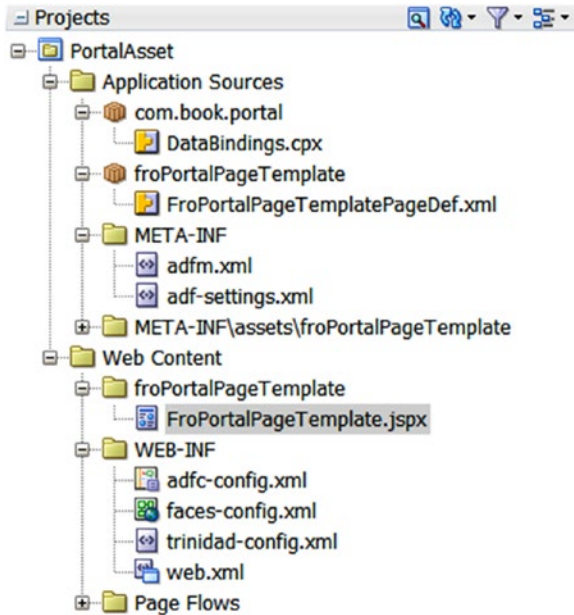 Projects
PortalAsset
Application Sources
com.book.portal
DataBindings.cpx
froPortalPageTemplate
FroPortalPageTemplatePageDef.xml
META-INF
adfm.xml
adf-settings.xml
META-INF\assets\froPortalPageTemplate
Web Content
froPortalPageTemplate
FroPortalPageTemplate.jspx
WEB-INF
adfc-config.xml
faces-config.xml
trinidad-config.xml
web.xml
Page Flows